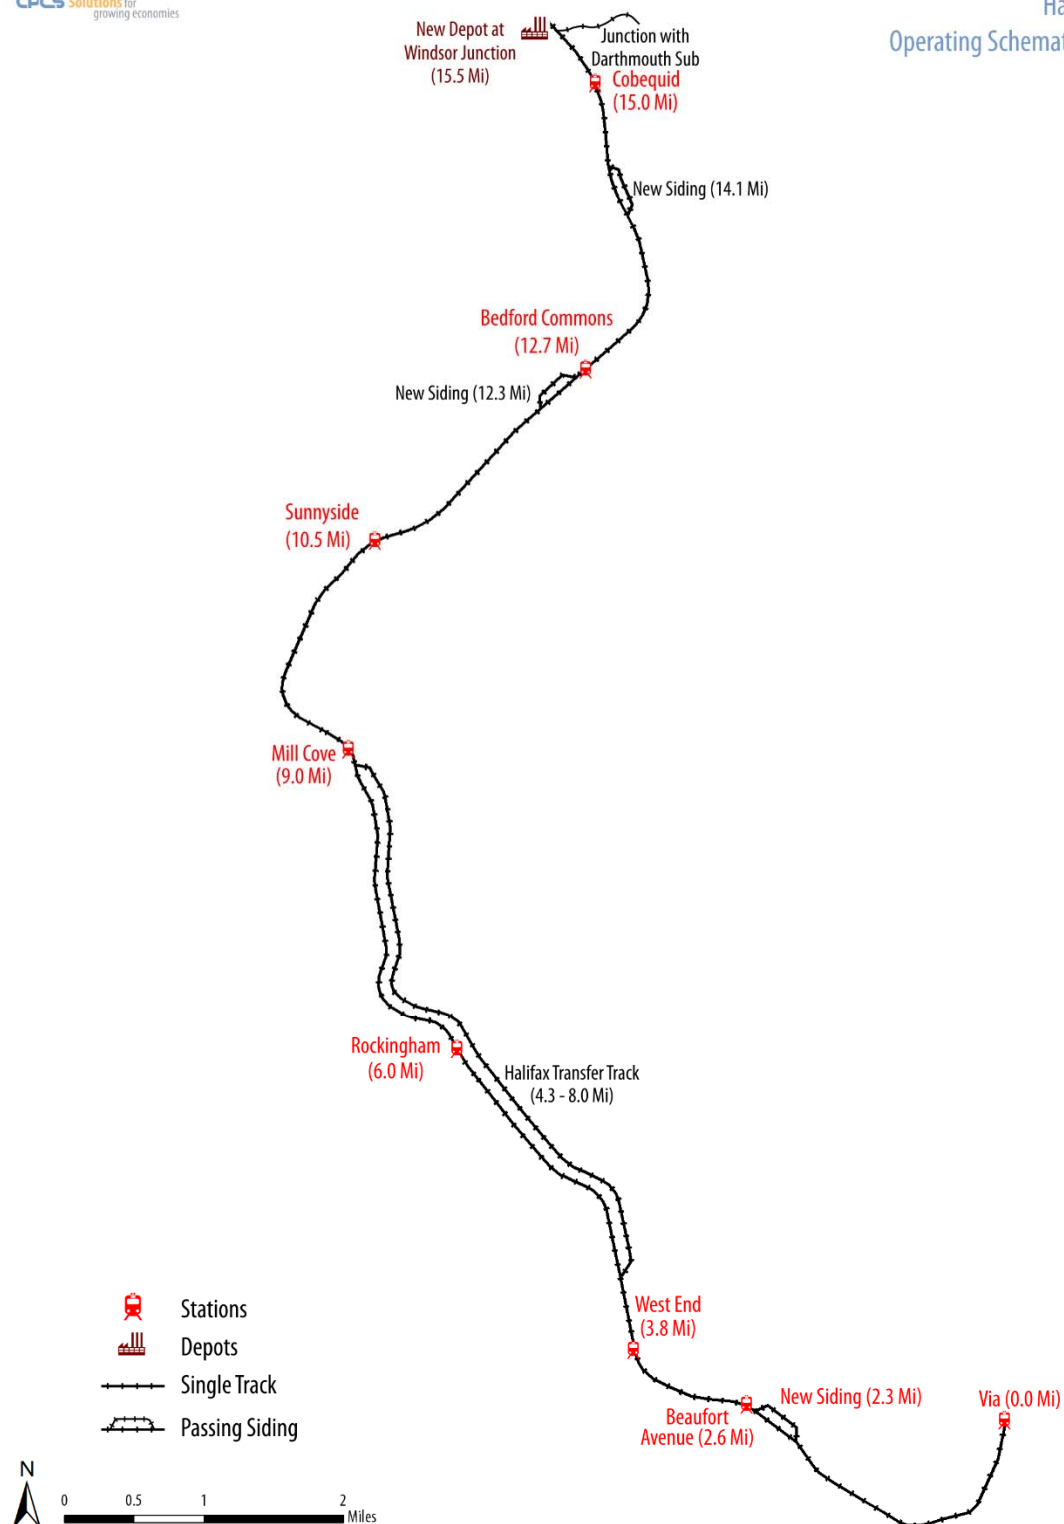 CPCS Solutions for
growing economies
Ha
Operating Schemat
New Depot at
Windsor Junction
(15.5 Mi)
Junction with
Darthmouth Sub
Cobequid
(15.0 Mi)
New Siding (14.1 Mi)
Bedford Commons
(12.7 Mi)
New Siding (12.3 Mi)
Sunnyside
(10.5 Mi)
Mill Cove
(9.0 Mi)
Rockingham
(6.0 Mi)
Halifax Transfer Track
(4.3 - 8.0 Mi)
West End
(3.8 Mi)
New Siding (2.3 Mi)
Via (0.0 Mi)
Beaufort
Avenue (2.6 Mi)
Stations
Depots
Single Track
Passing Siding
N
0 0.5 1 2
Miles